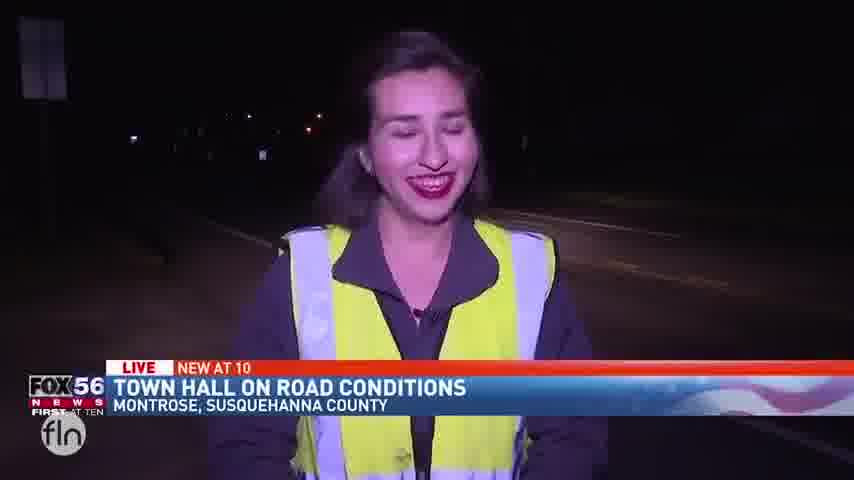 LIVE NEW AT 10
FOX 56
NEWS
FIRST AT TEN
TOWN HALL ON ROAD CONDITIONS
MONTROSE, SUSQUEHANNA COUNTY
fln